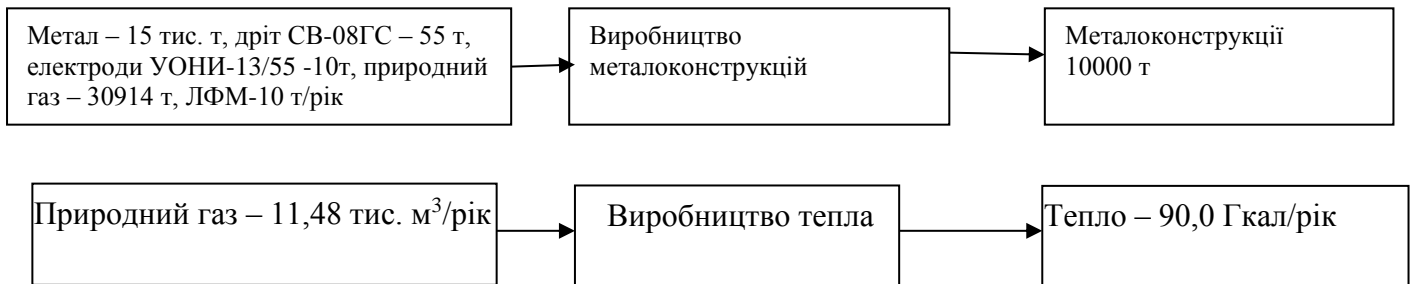 Метал – 15 тис. т, дріт СВ-08ГС – 55 т,
електроди УОНИ-13/55 -10т, природний
газ – 30914 т, ЛФМ-10 т/рік
Виробництво
металоконструкцій
Металоконструкції
10000 т
Природний газ – 11,48 тис. м³/рік
Виробництво тепла
Тепло – 90,0 Гкал/рік